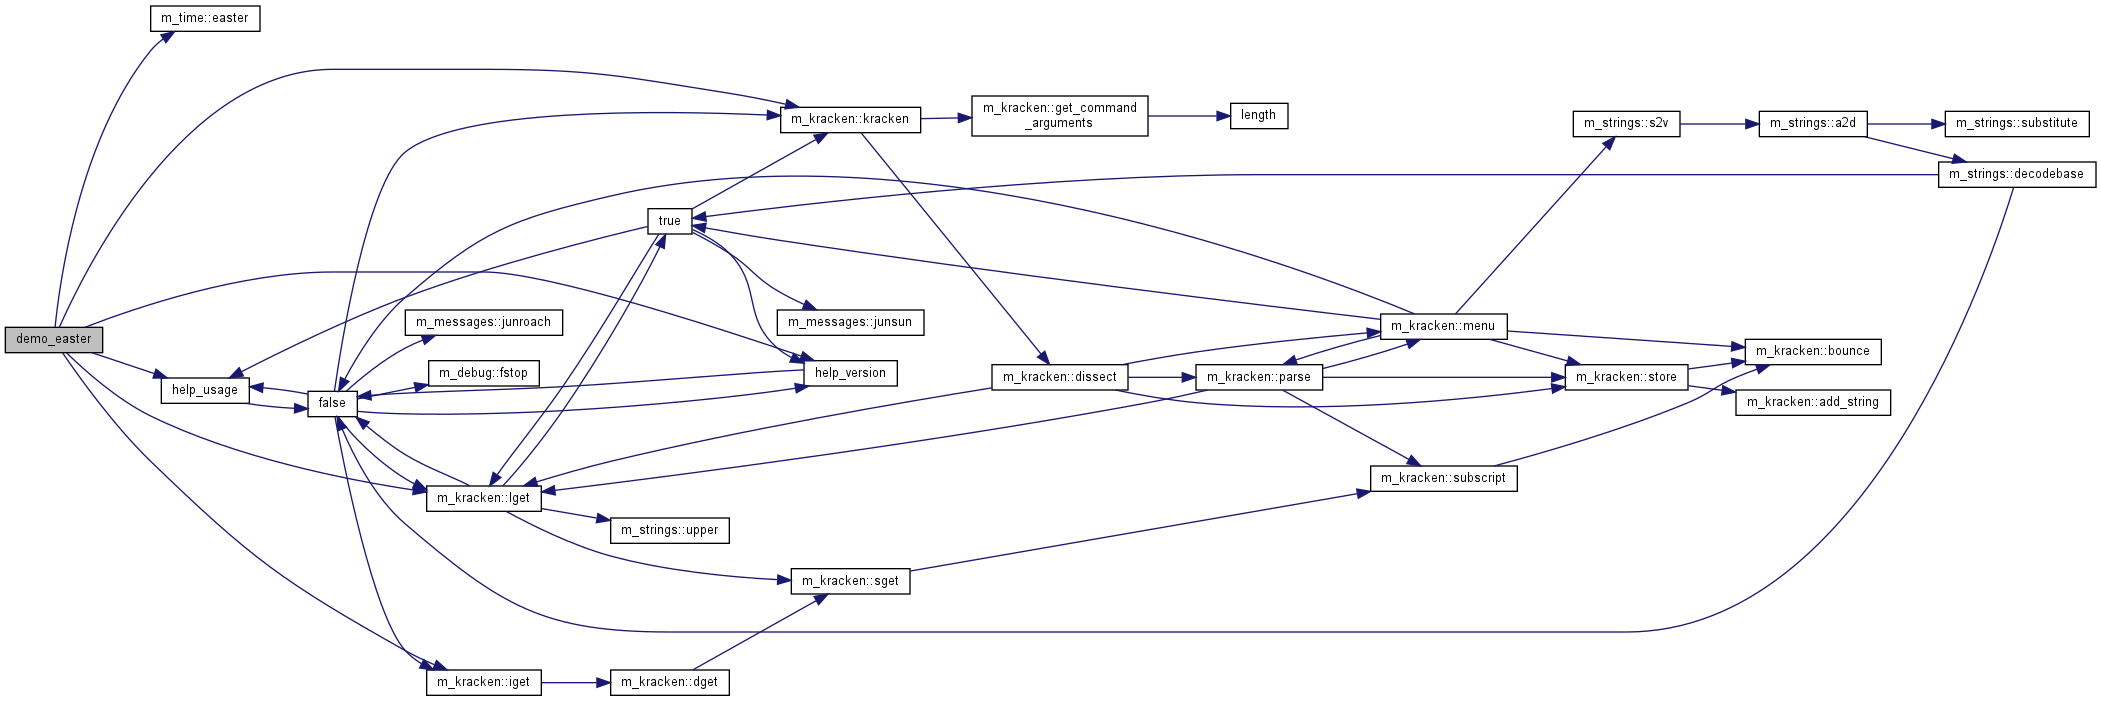 m_time::easter
m_kracken::get_command
_arguments
length
m_kracken::kracken
m_strings::s2v
m_strings::a2d
m_strings::substitute
m_strings::decodebase
true
m_messages::junroach
m_messages::junsun
m_kracken::menu
demo_easter
m_kracken::bounce
m_debug::fstop
help_version
m_kracken::dissect
m_kracken::parse
m_kracken::store
help_usage
false
m_kracken::add_string
m_kracken::lget
m_kracken::subscript
m_strings::upper
m_kracken::sget
m_kracken::iget
m_kracken::dget